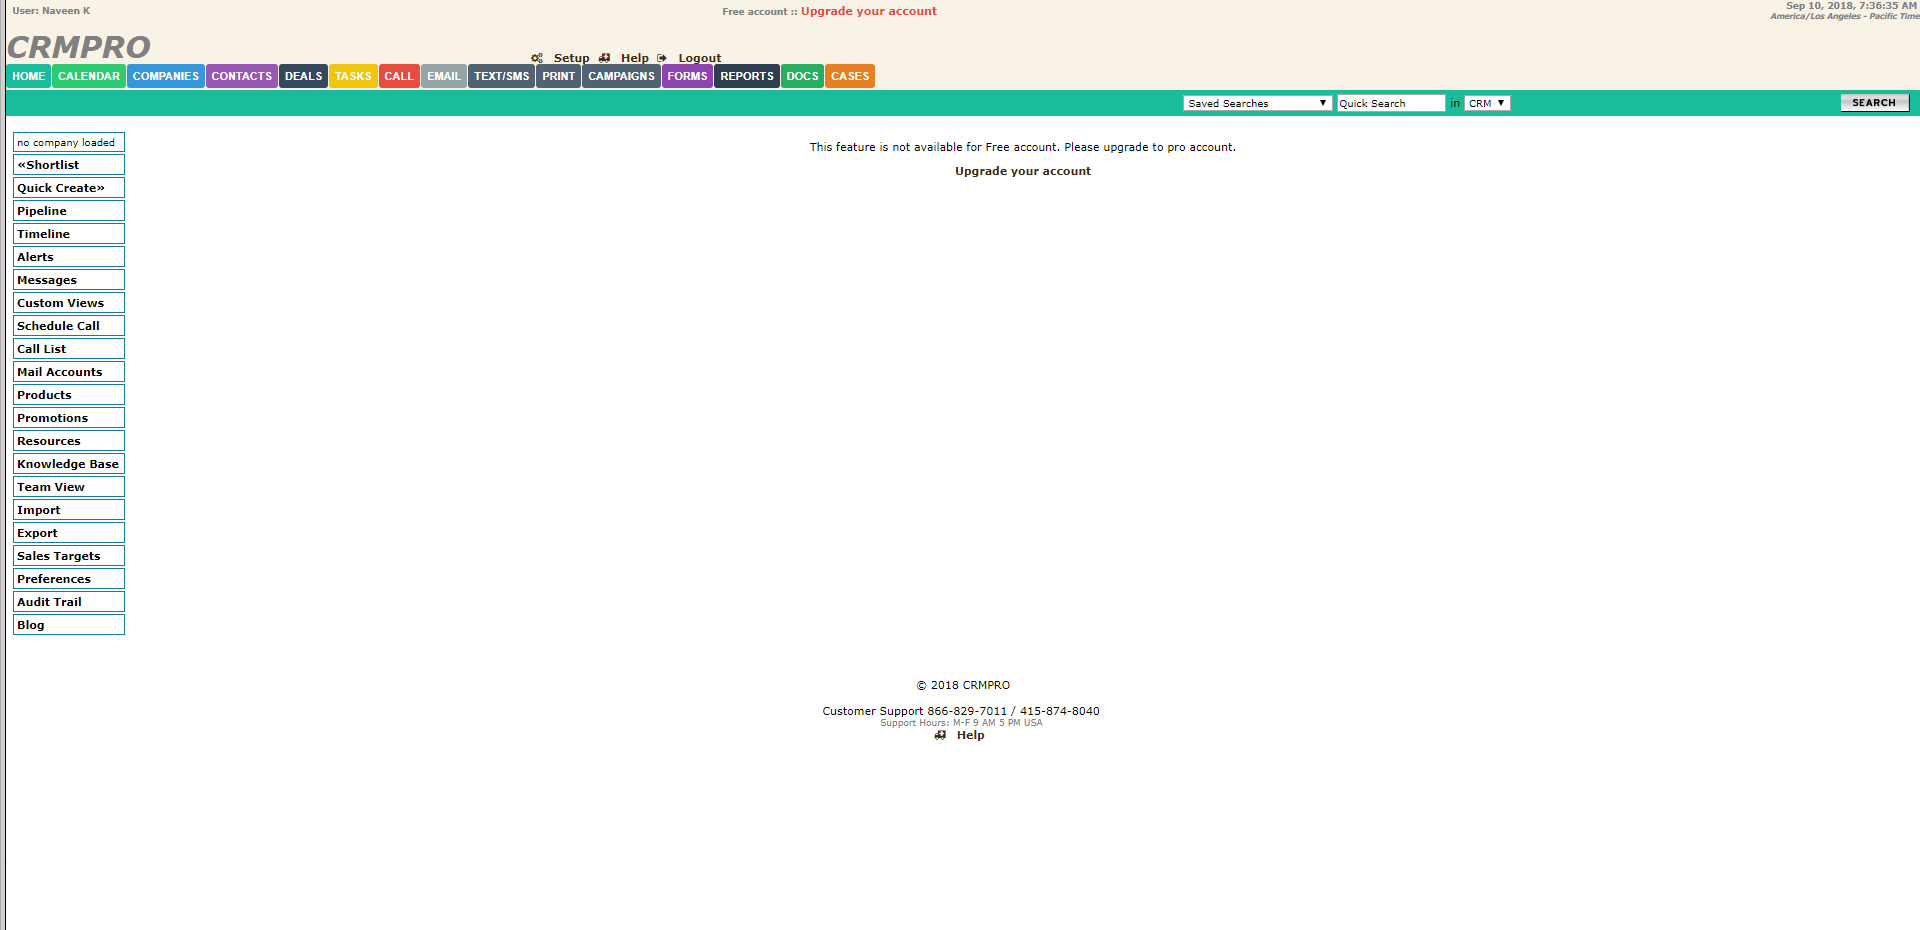 User: Naveen K
Free account :: Upgrade your account
Sep 10, 2018, 7:36:35 AM
America/Los Angeles - Pacific Time
CRMPRO
Setup Help Logout
HOME CALENDAR COMPANIES CONTACTS DEALS TASKS CALL EMAIL TEXT/SMS PRINT CAMPAIGNS FORMS REPORTS DOCS CASES
Saved Searches Quick Search in CRM SEARCH
no company loaded
«Shortlist
Quick Create»
Pipeline
Timeline
Alerts
Messages
Custom Views
Schedule Call
Call List
Mail Accounts
Products
Promotions
Resources
Knowledge Base
Team View
Import
Export
Sales Targets
Preferences
Audit Trail
Blog
This feature is not available for Free account. Please upgrade to pro account.
Upgrade your account
© 2018 CRMPRO
Customer Support 866-829-7011 / 415-874-8040
Support Hours: M-F 9 AM 5 PM USA
Help